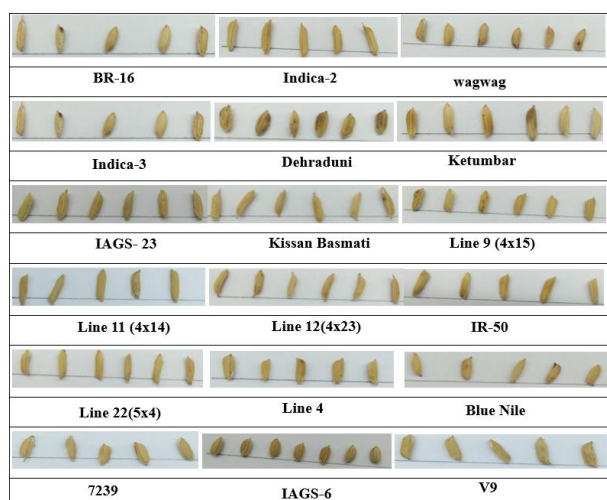 BR-16 Indica-2 wagwag
Indica-3 Dehraduni Ketumbar
IAGS- 23 Kissan Basmati Line 9 (4x15)
Line 11 (4x14) Line 12(4x23) IR-50
Line 22(5x4) Line 4 Blue Nile
7239 IAGS-6 V9